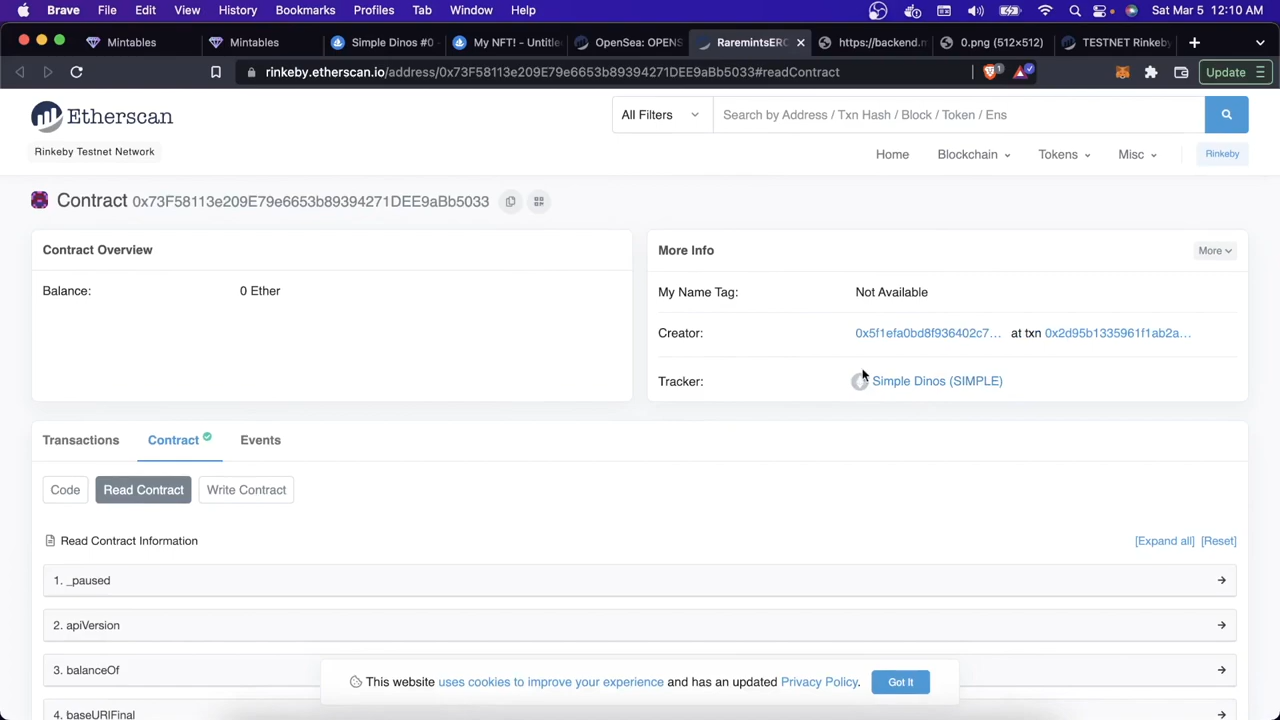 Brave File Edit View History Bookmarks Profiles Tab Window Help Sat Mar 5 12:10 AM
Mintables Mintables Simple Dinos #0 - My NFT! - Untitle OpenSea: OPENS RaremintsERC https://backend.m 0.png (512×512) TESTNET Rinkeby
rinkeby.etherscan.io/address/0x73F58113e209E79e6653b89394271DEE9aBb5033#readContract 1 Update
Etherscan
All Filters Search by Address / Txn Hash / Block / Token / Ens
Rinkeby Testnet Network
Home Blockchain Tokens Misc Rinkeby
Contract 0x73F58113e209E79e6653b89394271DEE9aBb5033
Contract Overview
Balance: 0 Ether
More Info More
My Name Tag: Not Available
Creator: 0x5f1efa0bd8f936402c7... at txn 0x2d95b1335961f1ab2a...
Tracker: Simple Dinos (SIMPLE)
Transactions Contract Events
Code Read Contract Write Contract
Read Contract Information [Expand all] [Reset]
1. _paused
2. apiVersion
3. balanceOf
This website uses cookies to improve your experience and has an updated Privacy Policy. Got It
4. baseURIFinal